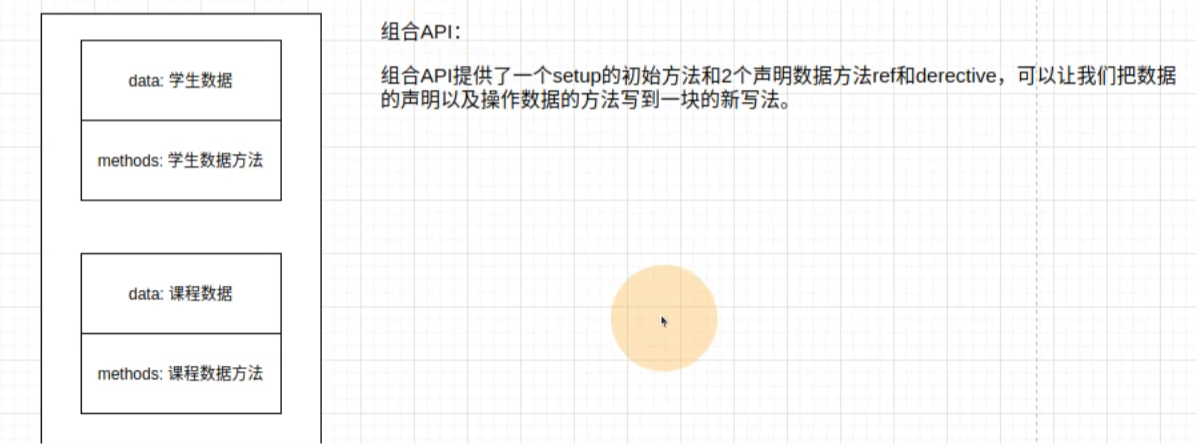 data: 学生数据
methods: 学生数据方法
data: 课程数据
methods: 课程数据方法
组合API：
组合API提供了一个setup的初始方法和2个声明数据方法ref和derective，可以让我们把数据
的声明以及操作数据的方法写到一块的新写法。